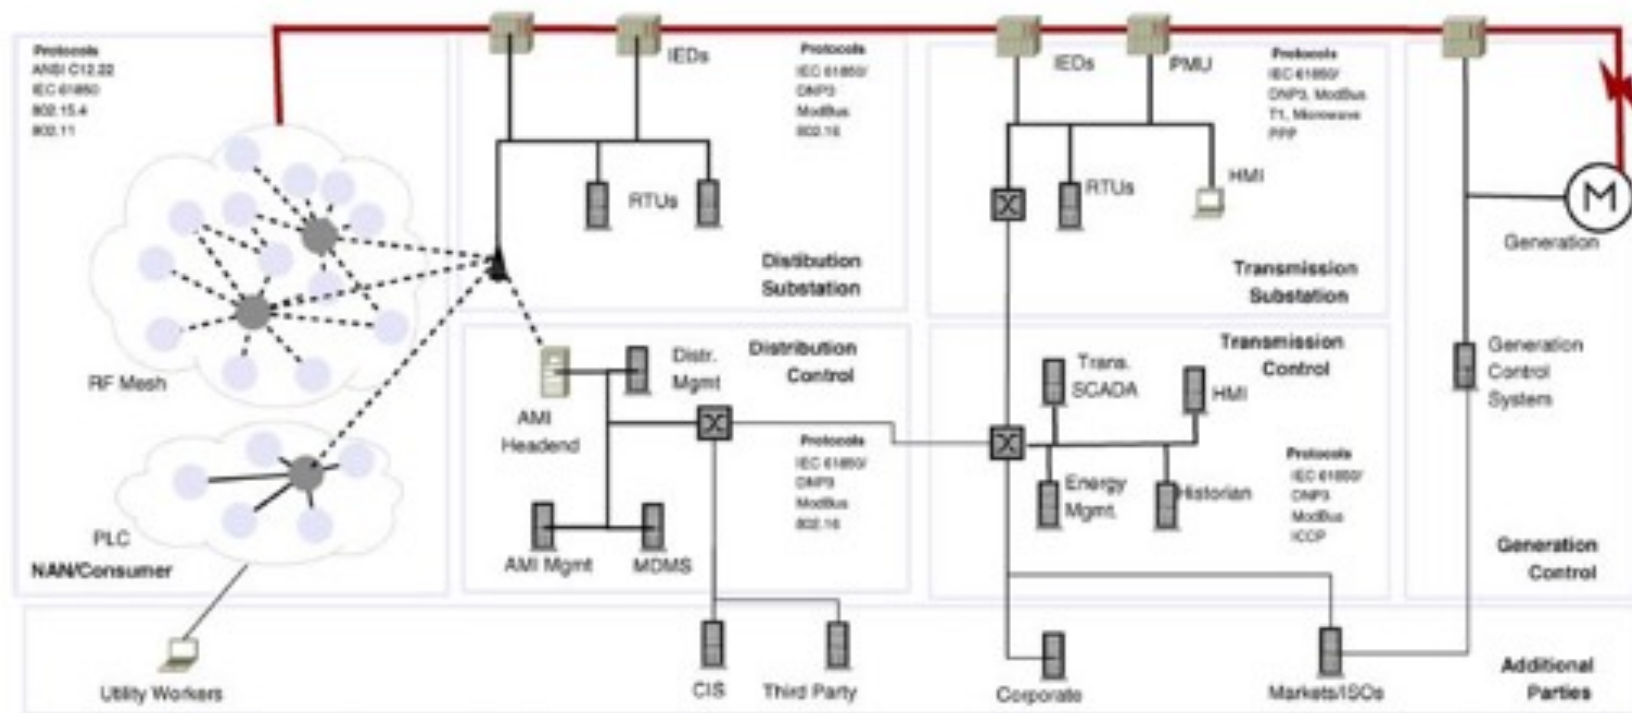 Protocols
ANSI C12.22
IEC 61850
802.15.4
802.11
RF Mesh
PLC
NAN/Consumer
Utility Workers
IEDs
Protocols
IEC 61850/
DNP3
ModBus
802.16
RTUs
Distibution
Substation
IEDs
PMU
Protocols
IEC 61850/
DNP3, ModBus
T1, Microwave
PPP
RTUs
HMI
Transmission
Substation
M
Generation
Distribution
Control
Distr.
Mgmt
AMI
Headend
Protocols
IEC 61850/
DNP3
ModBus
802.16
AMI Mgmt
MDMS
Transmission
Control
Trans.
SCADA
HMI
Energy
Mgmt.
Historian
Protocols
IEC 61850/
DNP3
ModBus
ICCP
Generation
Control
System
Generation
Control
CIS
Third Party
Corporate
Markets/ISOs
Additional
Parties